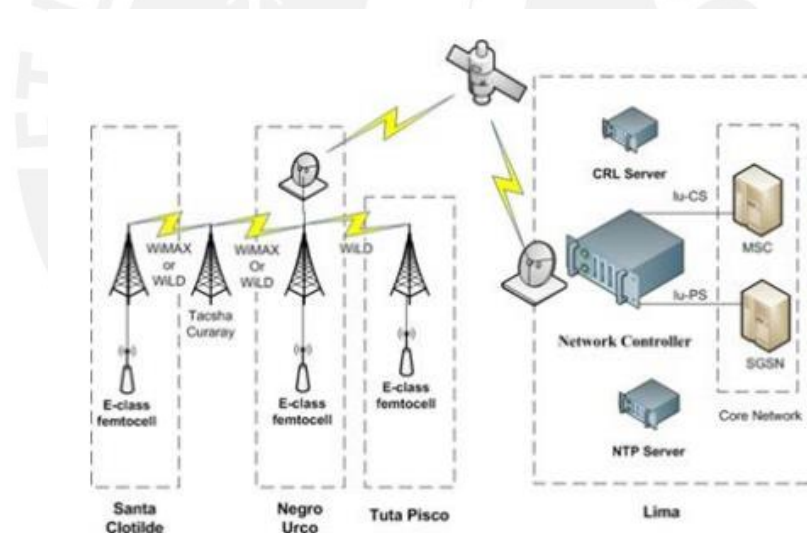 CRL Server
Iu-CS
MSC
WiMAX
or
WiLD
WiMAX
Or
WiLD
WiLD
Tacsha
Curaray
Iu-PS
Network Controller
SGSN
E-class
femtocell
E-class
femtocell
E-class
femtocell
Core Network
NTP Server
Santa
Clotilde
Negro
Urco
Tuta Pisco
Lima